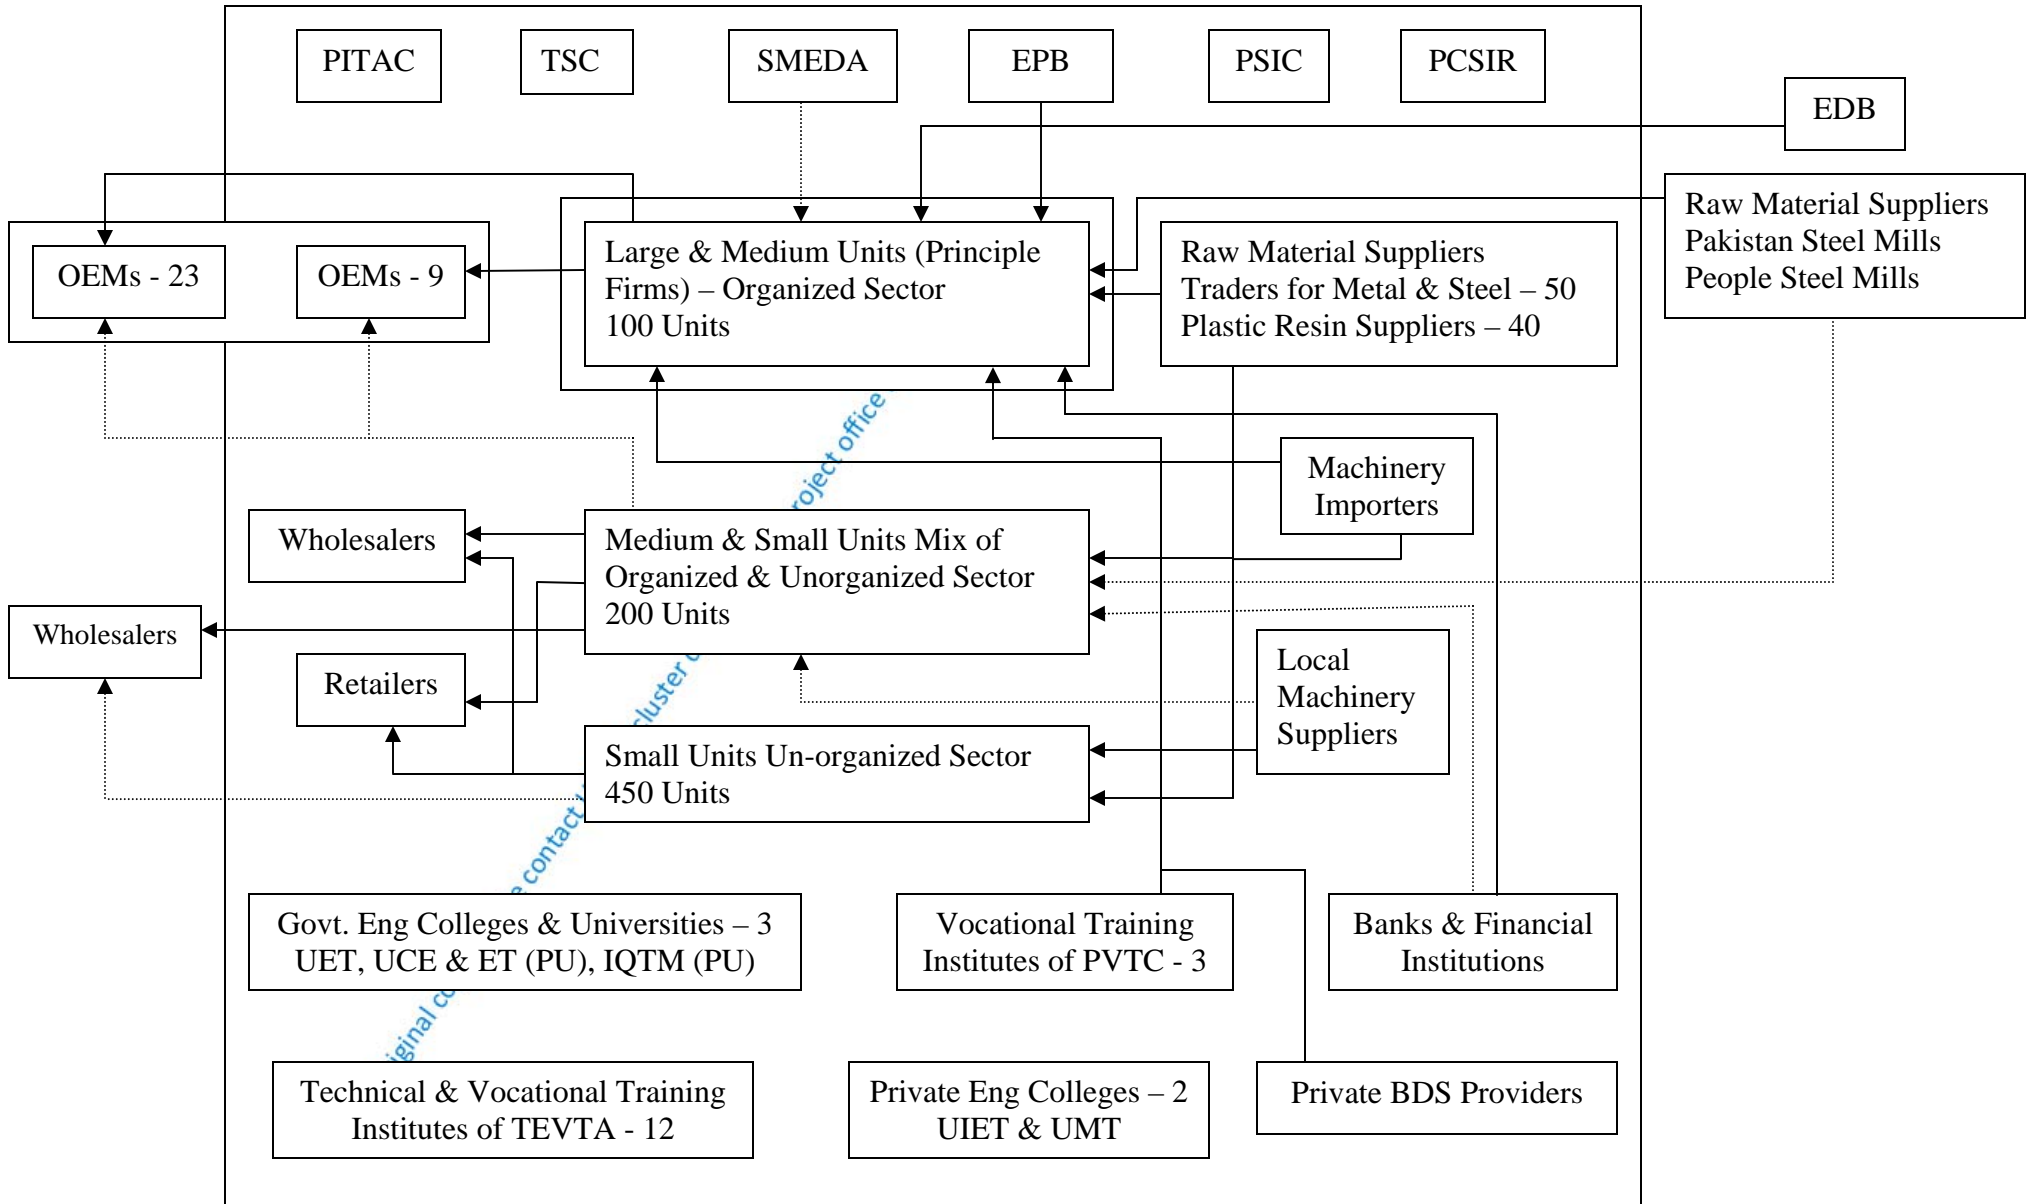 PITAC
TSC
SMEDA
EPB
PSIC
PCSIR
EDB
OEMs - 23
OEMs - 9
Large & Medium Units (Principle
Firms) – Organized Sector
100 Units
Raw Material Suppliers
Traders for Metal & Steel – 50
Plastic Resin Suppliers – 40
Raw Material Suppliers
Pakistan Steel Mills
People Steel Mills
Machinery
Importers
Wholesalers
Medium & Small Units Mix of
Organized & Unorganized Sector
200 Units
Wholesalers
Retailers
Local
Machinery
Suppliers
Small Units Un-organized Sector
450 Units
Govt. Eng Colleges & Universities – 3
UET, UCE & ET (PU), IQTM (PU)
Vocational Training
Institutes of PVTC - 3
Banks & Financial
Institutions
Technical & Vocational Training
Institutes of TEVTA - 12
Private Eng Colleges – 2
UIET & UMT
Private BDS Providers
contact cluster office